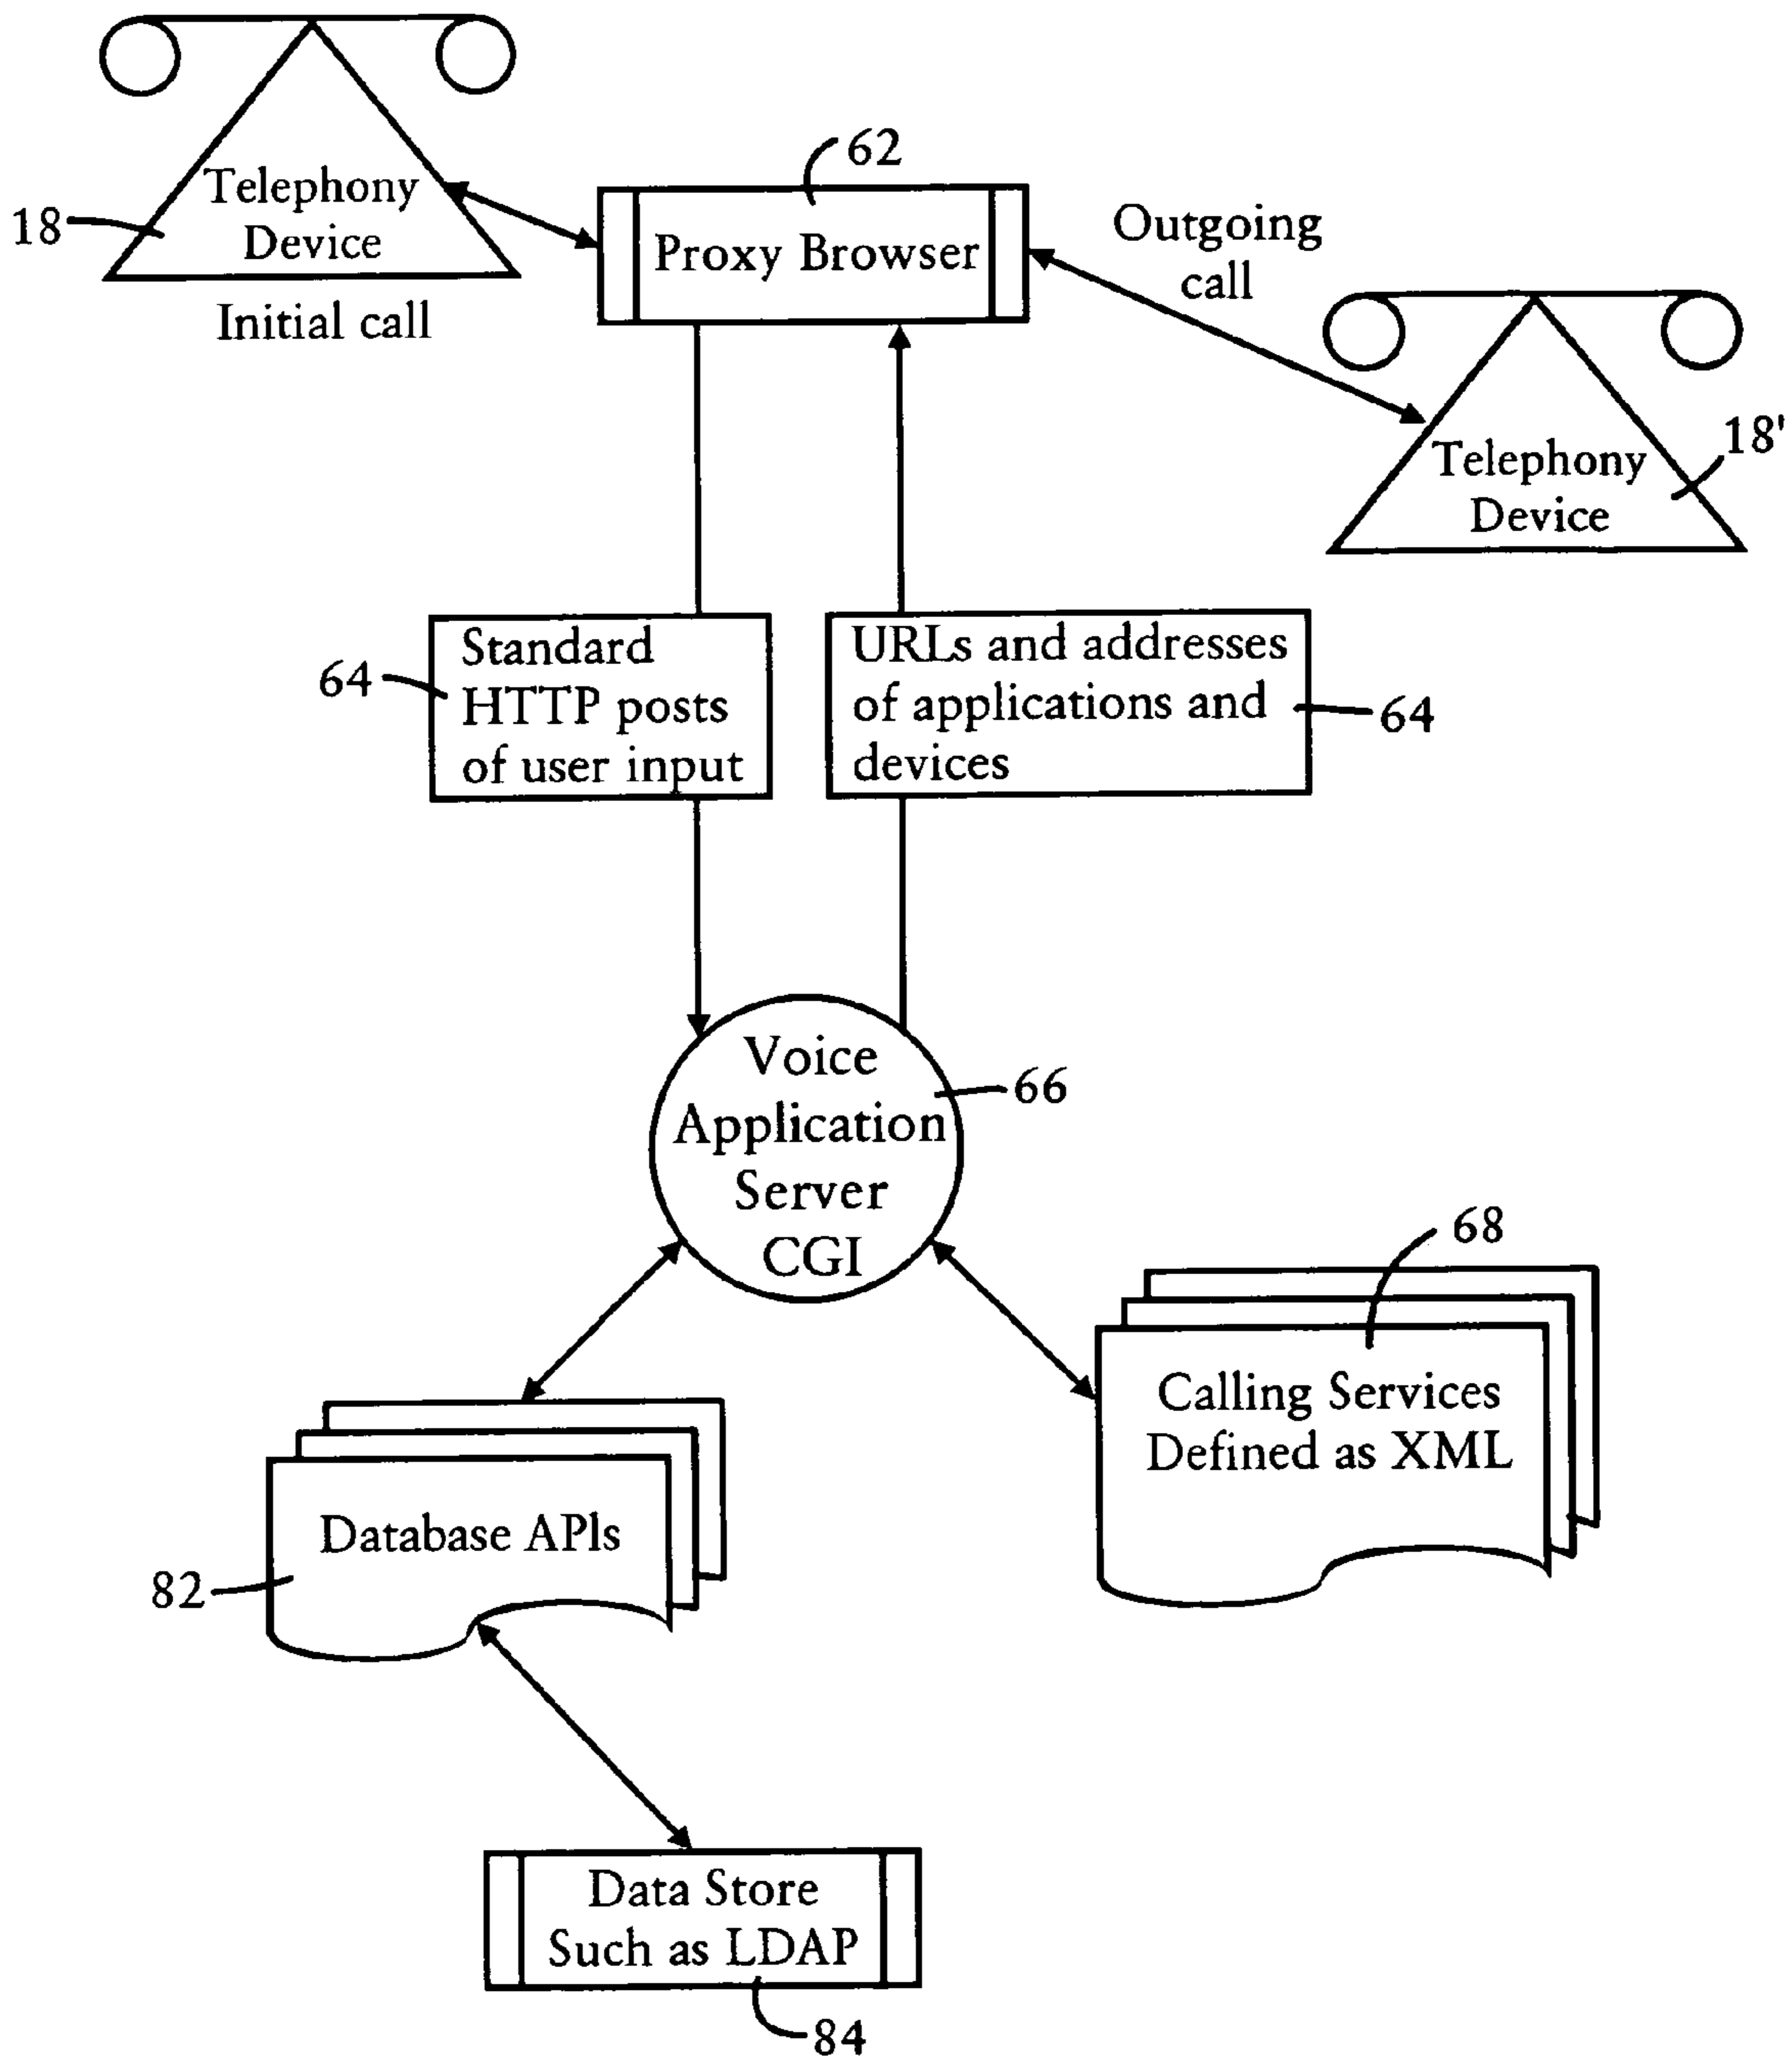 62
Telephony
Device
18
Initial call
Proxy Browser
Outgoing
call
18'
Telephony
Device
64
Standard
HTTP posts
of user input
URLs and addresses
of applications and
devices
64
Voice
Application
Server
CGI
66
68
Calling Services
Defined as XML
Database APIs
82
Data Store
Such as LDAP
84